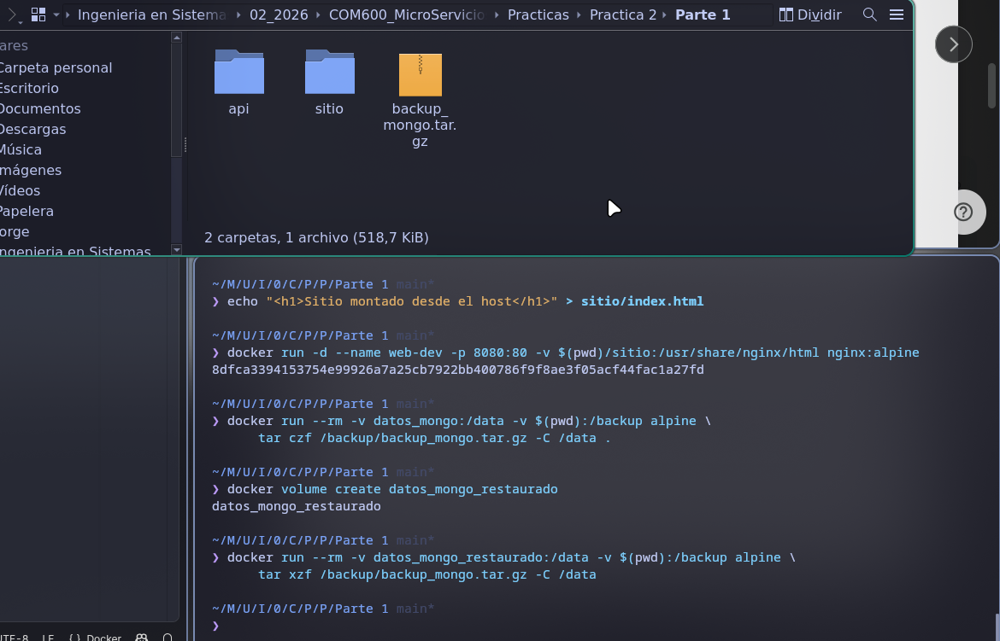 Ingenieria en Sistema
02_2026
COM600_MicroServicio
Practicas
Practica 2
Parte 1
Dividir
ares
Carpeta personal
Escritorio
Documentos
Descargas
Música
mágenes
Vídeos
Papelera
orge
ngenieria en Sistemas
api
sitio
backup_
mongo.tar.
gz
2 carpetas, 1 archivo (518,7 KiB)
~/M/U/I/0/C/P/P/Parte 1 main*
❯ echo "<h1>Sitio montado desde el host</h1>" > sitio/index.html
~/M/U/I/0/C/P/P/Parte 1 main*
❯ docker run -d --name web-dev -p 8080:80 -v $(pwd)/sitio:/usr/share/nginx/html nginx:alpine
8dfca3394153754e99926a7a25cb7922bb400786f9f8ae3f05acf44fac1a27fd
~/M/U/I/0/C/P/P/Parte 1 main*
❯ docker run --rm -v datos_mongo:/data -v $(pwd):/backup alpine \
tar czf /backup/backup_mongo.tar.gz -C /data .
~/M/U/I/0/C/P/P/Parte 1 main*
❯ docker volume create datos_mongo_restaurado
datos_mongo_restaurado
~/M/U/I/0/C/P/P/Parte 1 main*
❯ docker run --rm -v datos_mongo_restaurado:/data -v $(pwd):/backup alpine \
tar xzf /backup/backup_mongo.tar.gz -C /data
~/M/U/I/0/C/P/P/Parte 1 main*
❯
UTF-8 LF { } Docker